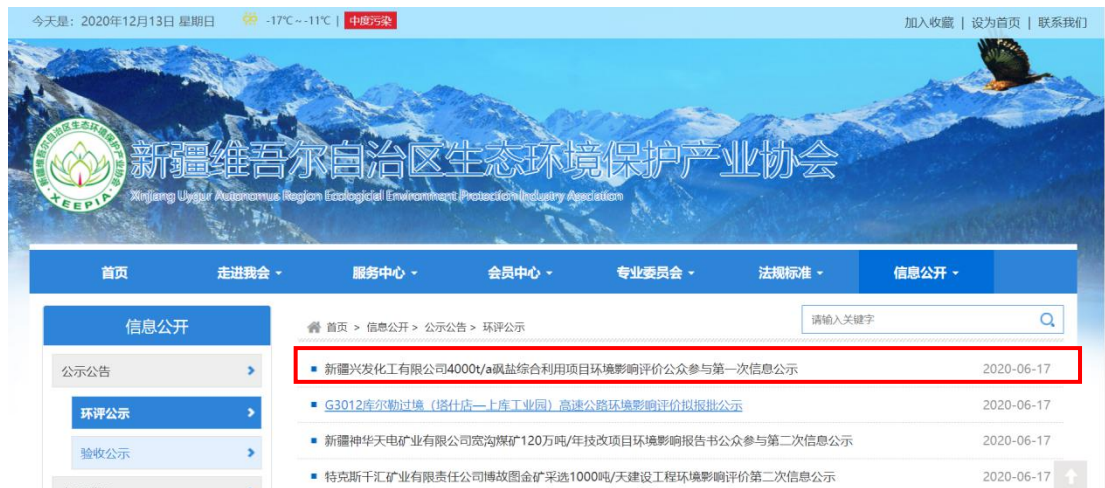 今天是：2020年12月13日 星期日 -17℃~-11℃ | 中度污染 加入收藏 | 设为首页 | 联系我们
新疆维吾尔自治区生态环境保护产业协会
XEEPIA
首页 走进我会 服务中心 会员中心 专业委员会 法规标准 信息公开
信息公开
首页 > 信息公开 > 公示公告 > 环评公示 请输入关键字
公示公告
环评公示
验收公示
新疆兴发化工有限公司4000t/a砜盐综合利用项目环境影响评价公众参与第一次信息公示 2020-06-17
G3012库尔勒过境（塔什店—上库工业园）高速公路环境影响评价拟报批公示 2020-06-17
新疆神华天电矿业有限公司宽沟煤矿120万吨/年技改项目环境影响报告书公众参与第二次信息公示 2020-06-17
特克斯千汇矿业有限责任公司博故图金矿采选1000吨/天建设工程环境影响评价第二次信息公示 2020-06-17